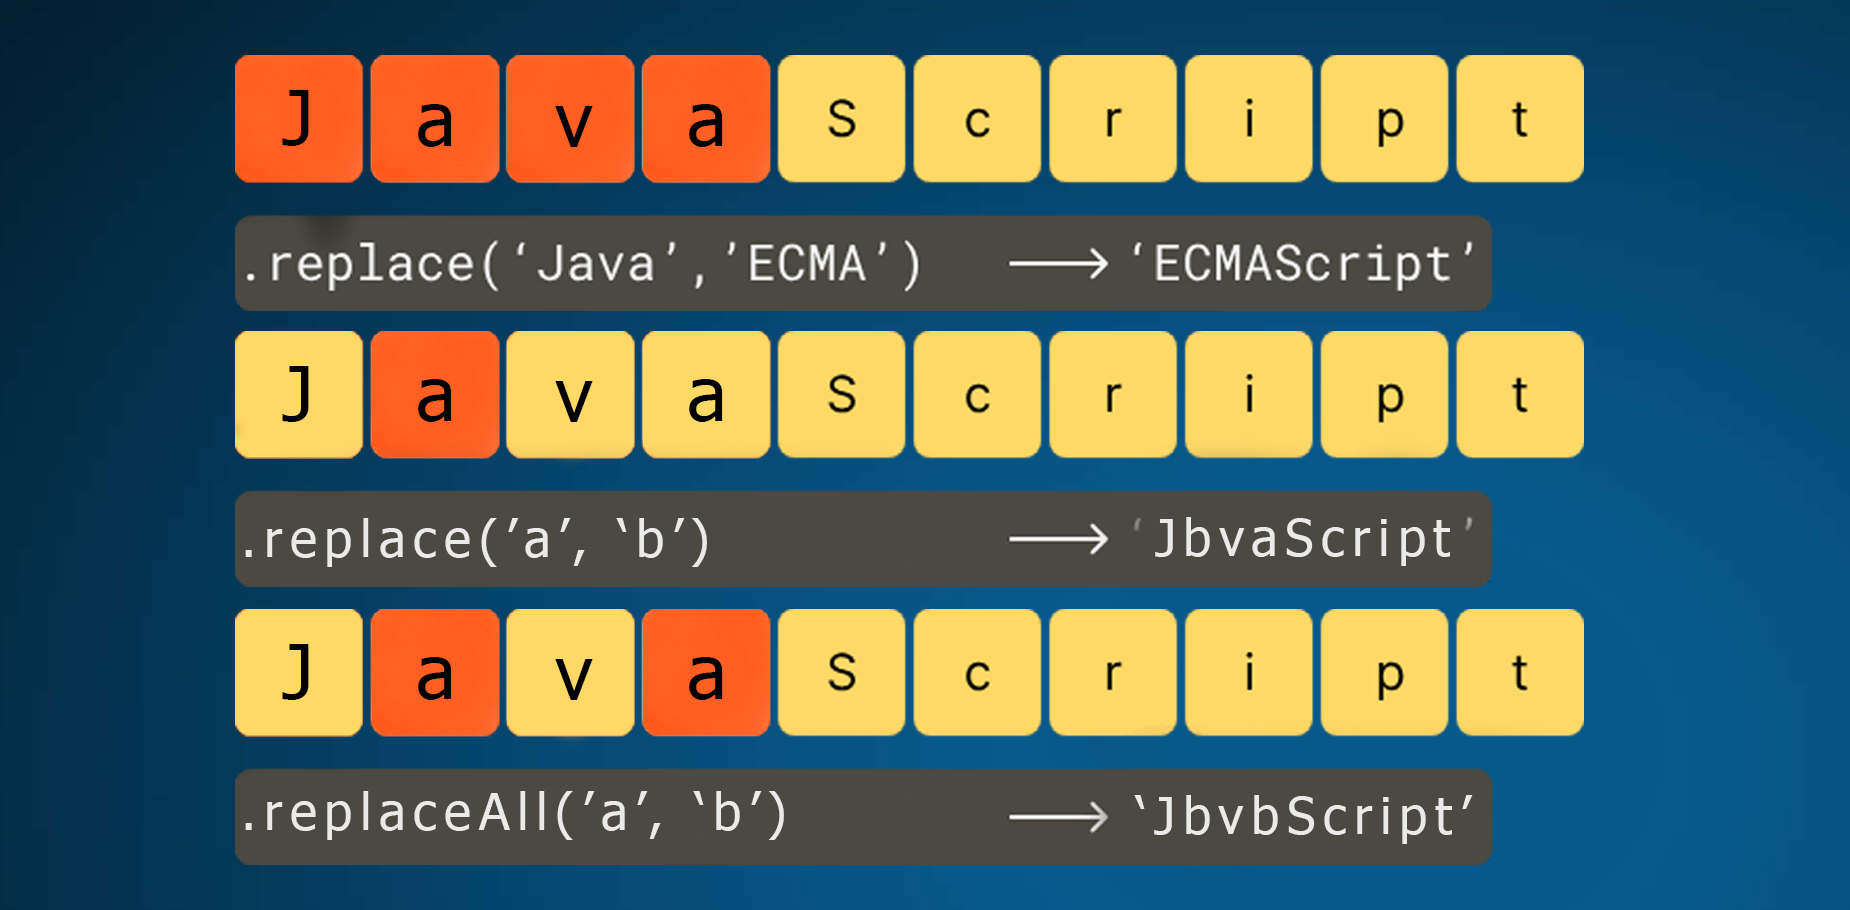 J a v a S c r i p t
.replace(‘Java’,’ECMA’) ⟶ ‘ECMAScript’
J a v a S c r i p t
.replace(’a’, ‘b’) ⟶ ‘JbvaScript’
J a v a S c r i p t
.replaceAll(’a’, ‘b’) ⟶ ‘JbvbScript’